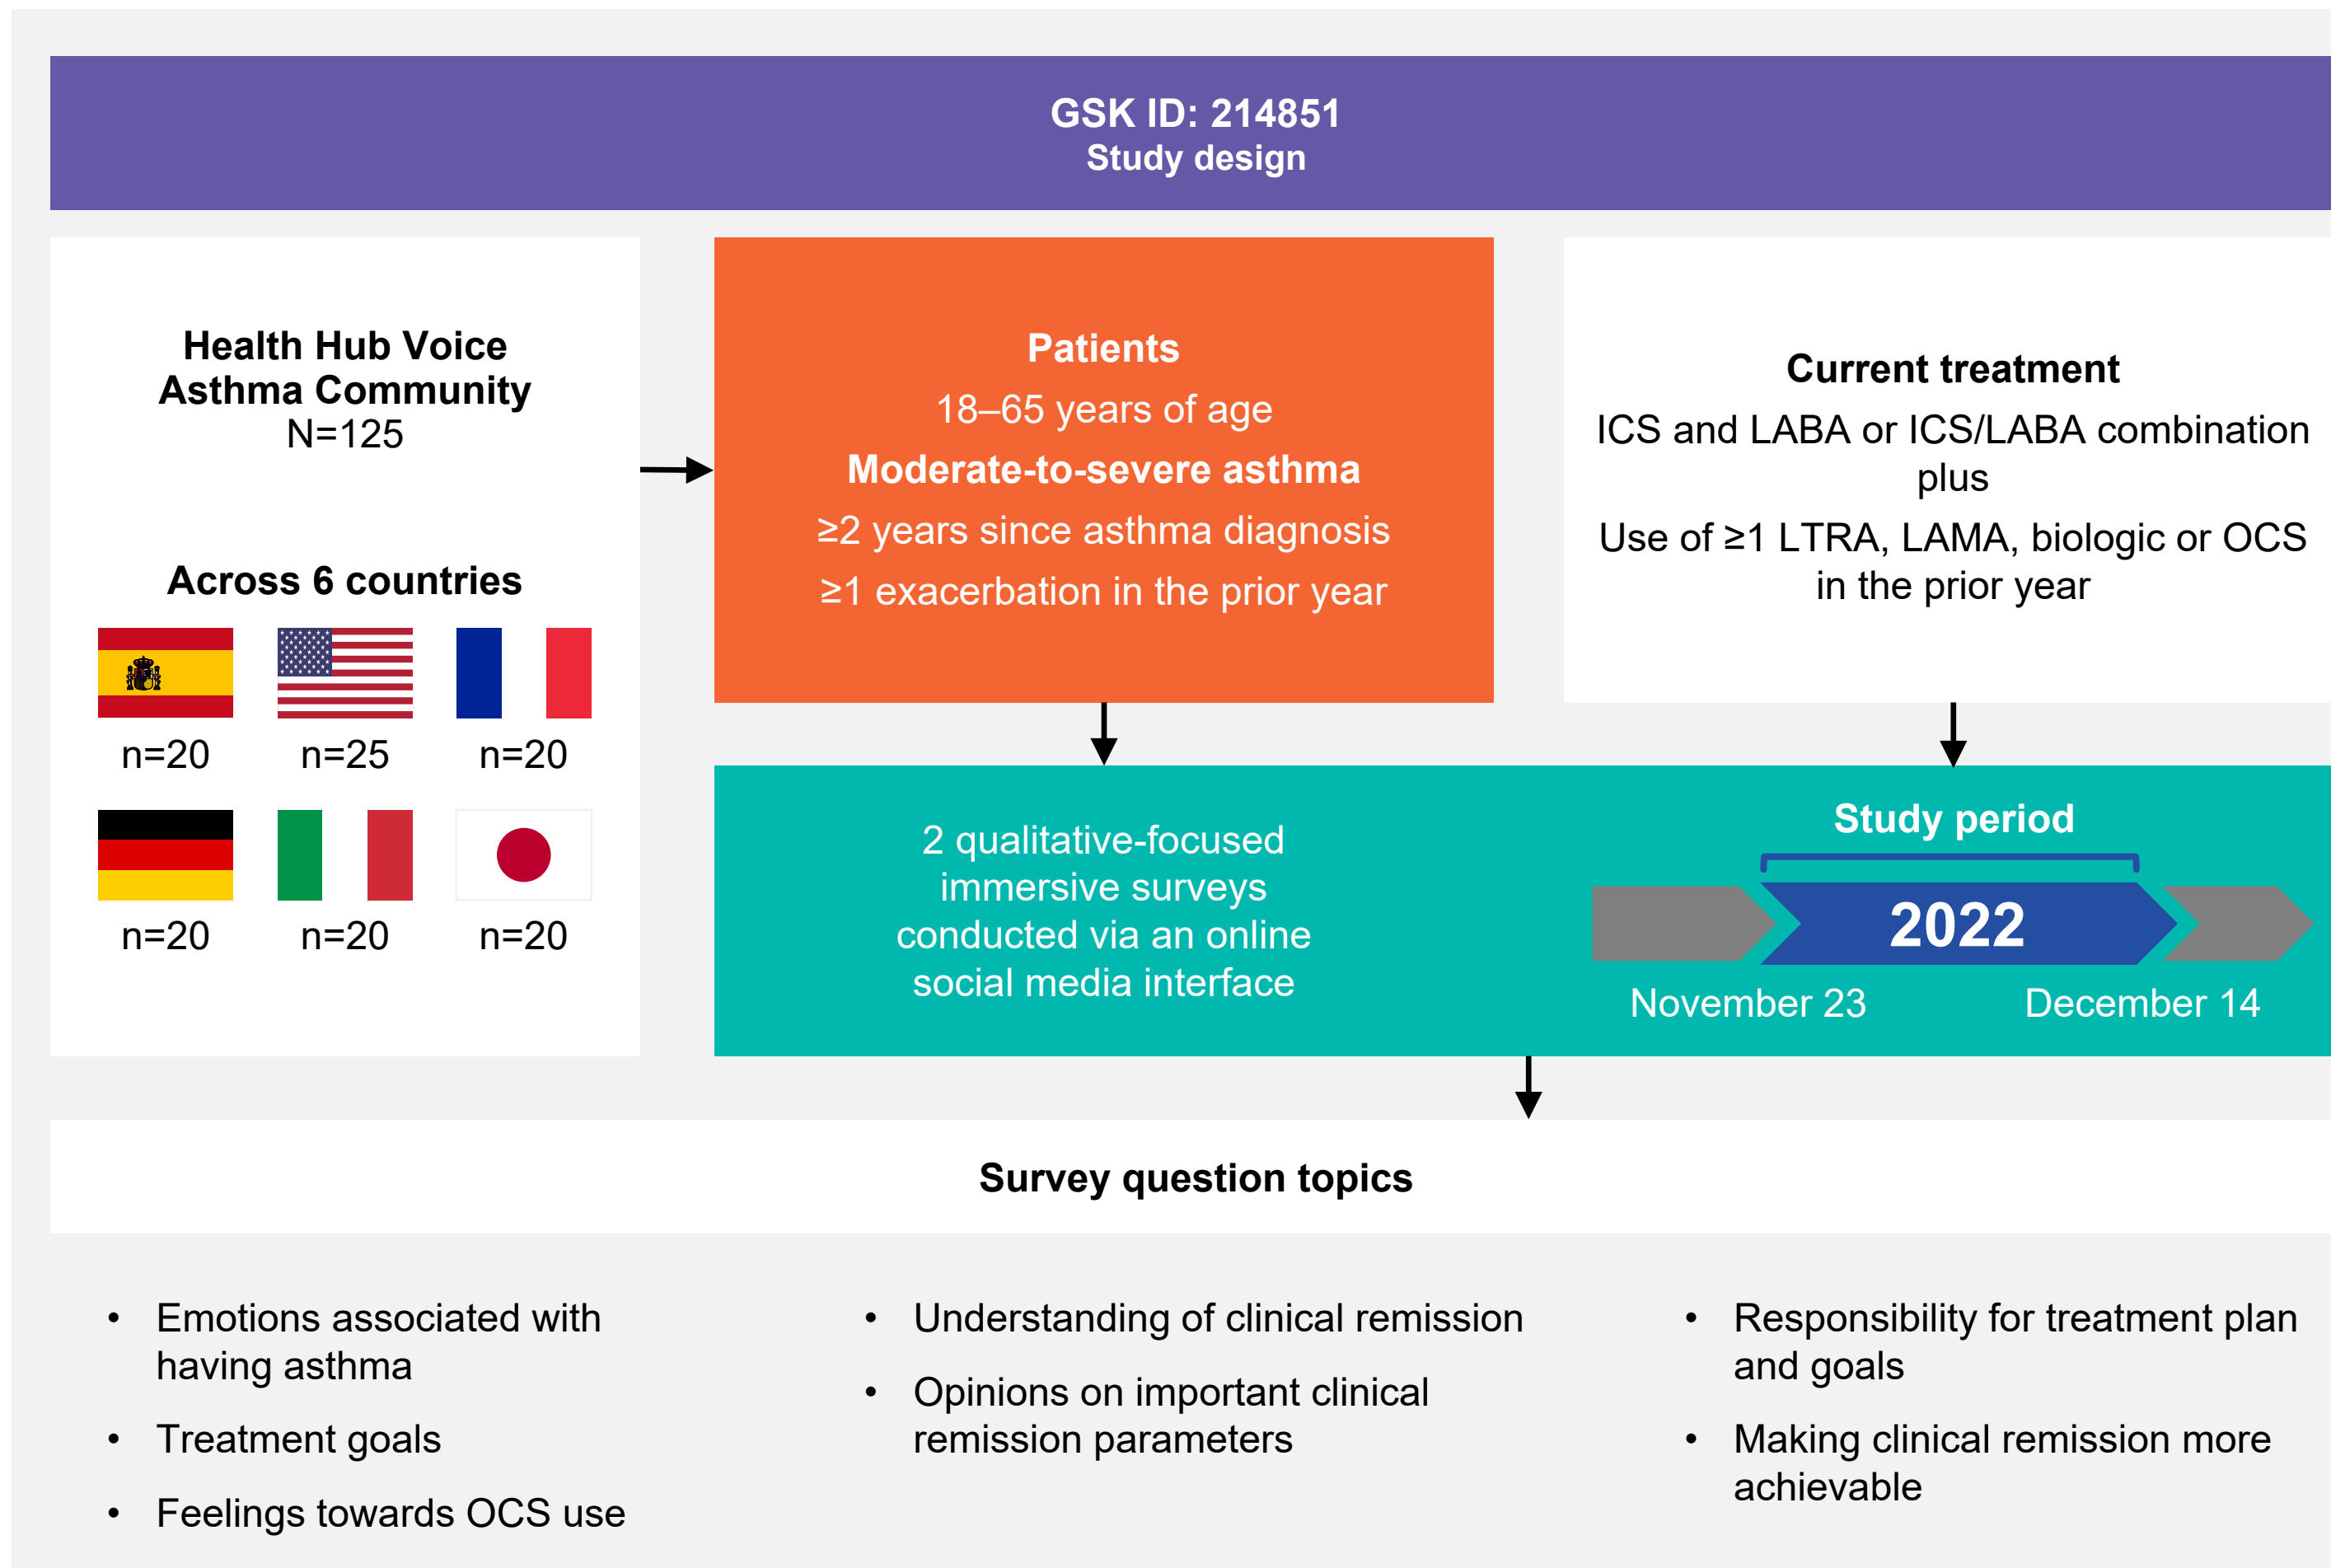 GSK ID: 214851
Study design
Health Hub Voice
Asthma Community
N=125
Across 6 countries
n=20
n=25
n=20
n=20
n=20
n=20
Patients
18–65 years of age
Moderate-to-severe asthma
≥2 years since asthma diagnosis
≥1 exacerbation in the prior year
Current treatment
ICS and LABA or ICS/LABA combination
plus
Use of ≥1 LTRA, LAMA, biologic or OCS
in the prior year
2 qualitative-focused
immersive surveys
conducted via an online
social media interface
Study period
2022
November 23
December 14
Survey question topics
• Emotions associated with
having asthma
• Treatment goals
• Feelings towards OCS use
• Understanding of clinical remission
• Opinions on important clinical
remission parameters
• Responsibility for treatment plan
and goals
• Making clinical remission more
achievable